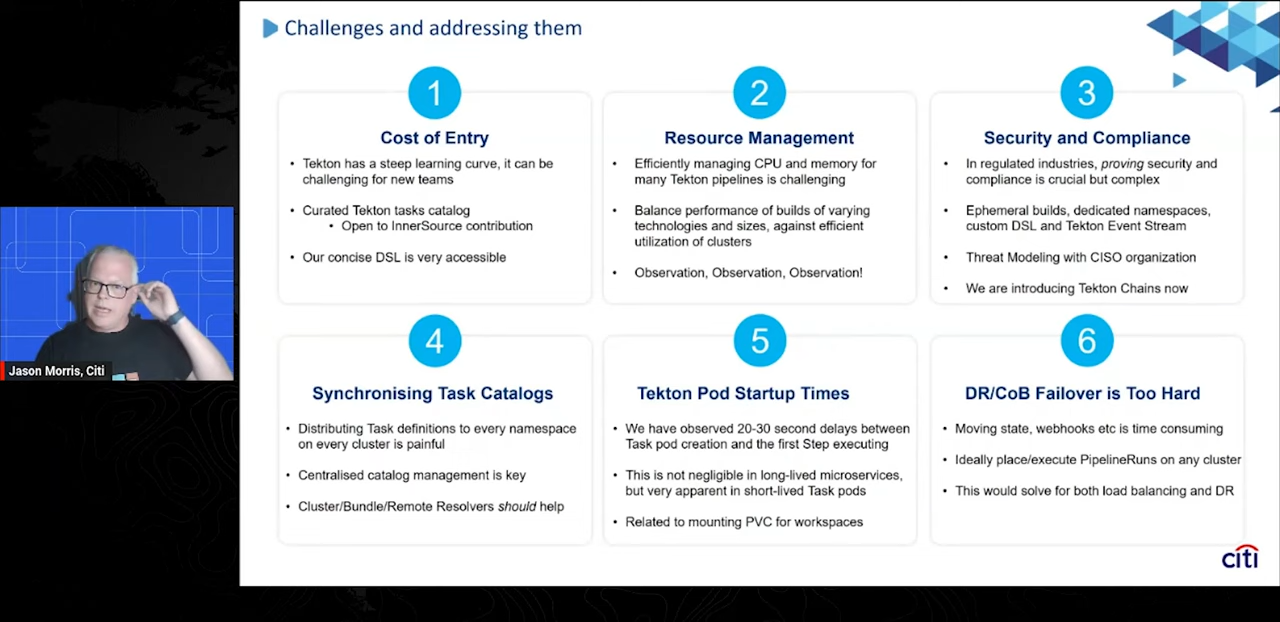 Challenges and addressing them
1
Cost of Entry
• Tekton has a steep learning curve, it can be
challenging for new teams
• Curated Tekton tasks catalog
• Open to InnerSource contribution
• Our concise DSL is very accessible
2
Resource Management
• Efficiently managing CPU and memory for
many Tekton pipelines is challenging
• Balance performance of builds of varying
technologies and sizes, against efficient
utilization of clusters
• Observation, Observation, Observation!
3
Security and Compliance
• In regulated industries, proving security and
compliance is crucial but complex
• Ephemeral builds, dedicated namespaces,
custom DSL and Tekton Event Stream
• Threat Modeling with CISO organization
• We are introducing Tekton Chains now
4
Synchronising Task Catalogs
• Distributing Task definitions to every namespace
on every cluster is painful
• Centralised catalog management is key
• Cluster/Bundle/Remote Resolvers should help
5
Tekton Pod Startup Times
• We have observed 20-30 second delays between
Task pod creation and the first Step executing
• This is not negligible in long-lived microservices,
but very apparent in short-lived Task pods
• Related to mounting PVC for workspaces
6
DR/CoB Failover is Too Hard
• Moving state, webhooks etc is time consuming
• Ideally place/execute PipelineRuns on any cluster
• This would solve for both load balancing and DR
Jason Morris, Citi
citi